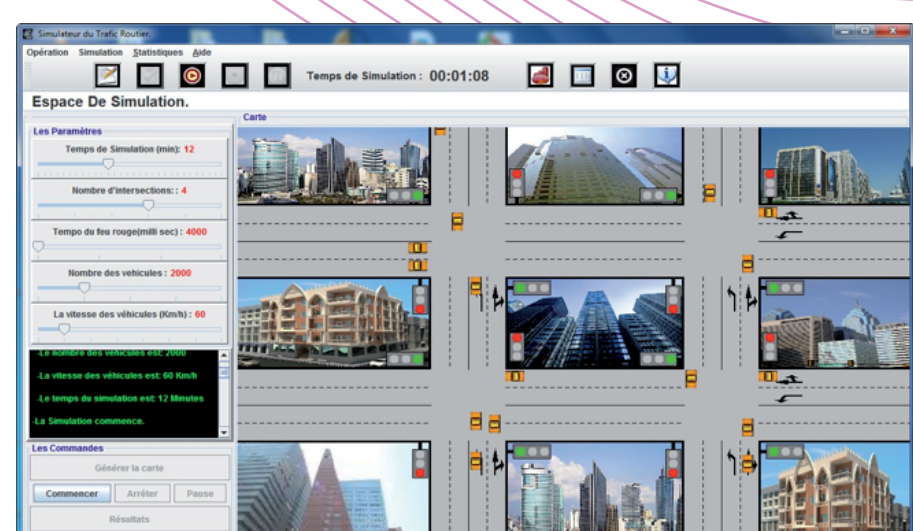 Simulateur du Trafic Routier.
Opération Simulation Statistiques Aide
Temps de Simulation : 00:01:08
Espace De Simulation.
Carte
Les Paramètres
Temps de Simulation (min): 12
Nombre d'intersections: : 4
Tempo du feu rouge(milli sec) : 4000
Nombre des vehicules : 2000
La vitesse des véhicules (Km/h) : 60
-Le nombre des véhicules est: 2000
-La vitesse des véhicules est: 60 Km/h
-Le temps du simulation est: 12 Minutes
-La Simulation commence.
Les Commandes
Générer la carte
Commencer Arrêter Pause
Résultats